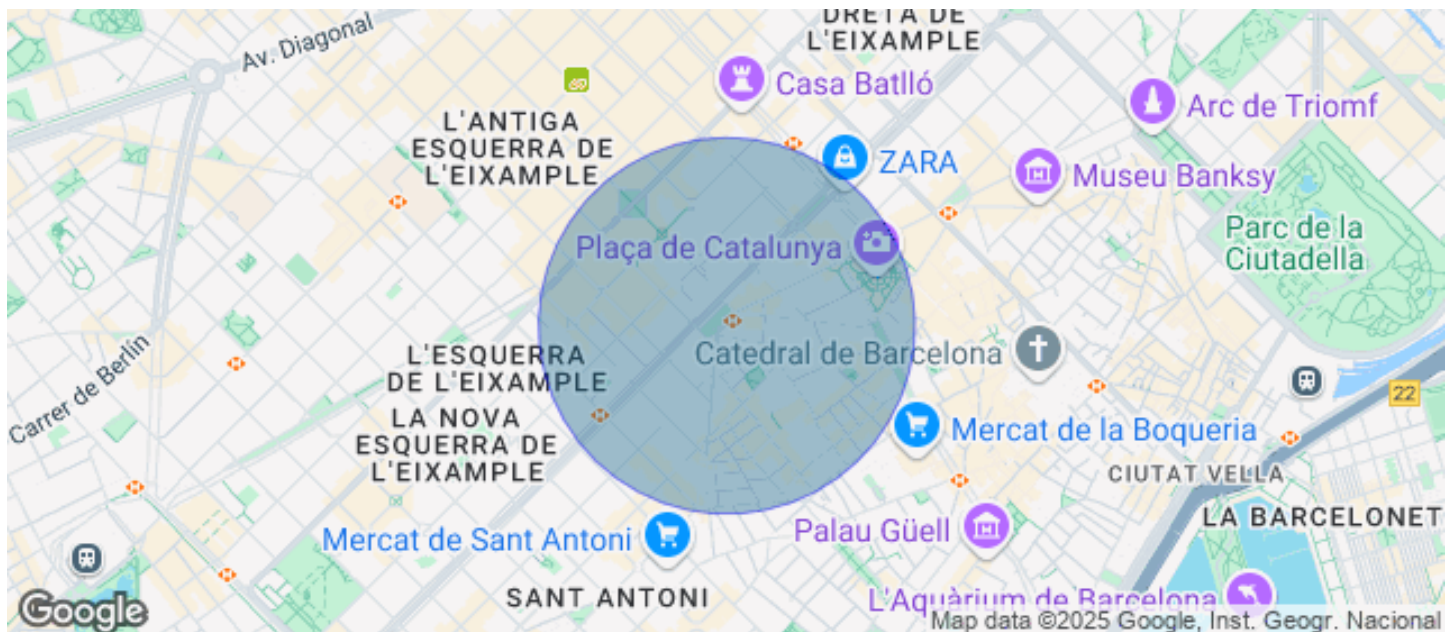 DRETA DE
L'EIXAMPLE
Av. Diagonal
Casa Batlló
Arc de Triomf
L'ANTIGA
ESQUERRA DE
L'EIXAMPLE
ZARA
Museu Banksy
Parc de la
Ciutadella
Plaça de Catalunya
Catedral de Barcelona
L'ESQUERRA
DE L'EIXAMPLE
Carrer de Berlín
22
LA NOVA
ESQUERRA DE
L'EIXAMPLE
Mercat de la Boqueria
CIUTAT VELLA
LA BARCELONET
Mercat de Sant Antoni
Palau Güell
SANT ANTONI
L'Aquàrium de Barcelona
Google
Map data ©2025 Google, Inst. Geogr. Nacional